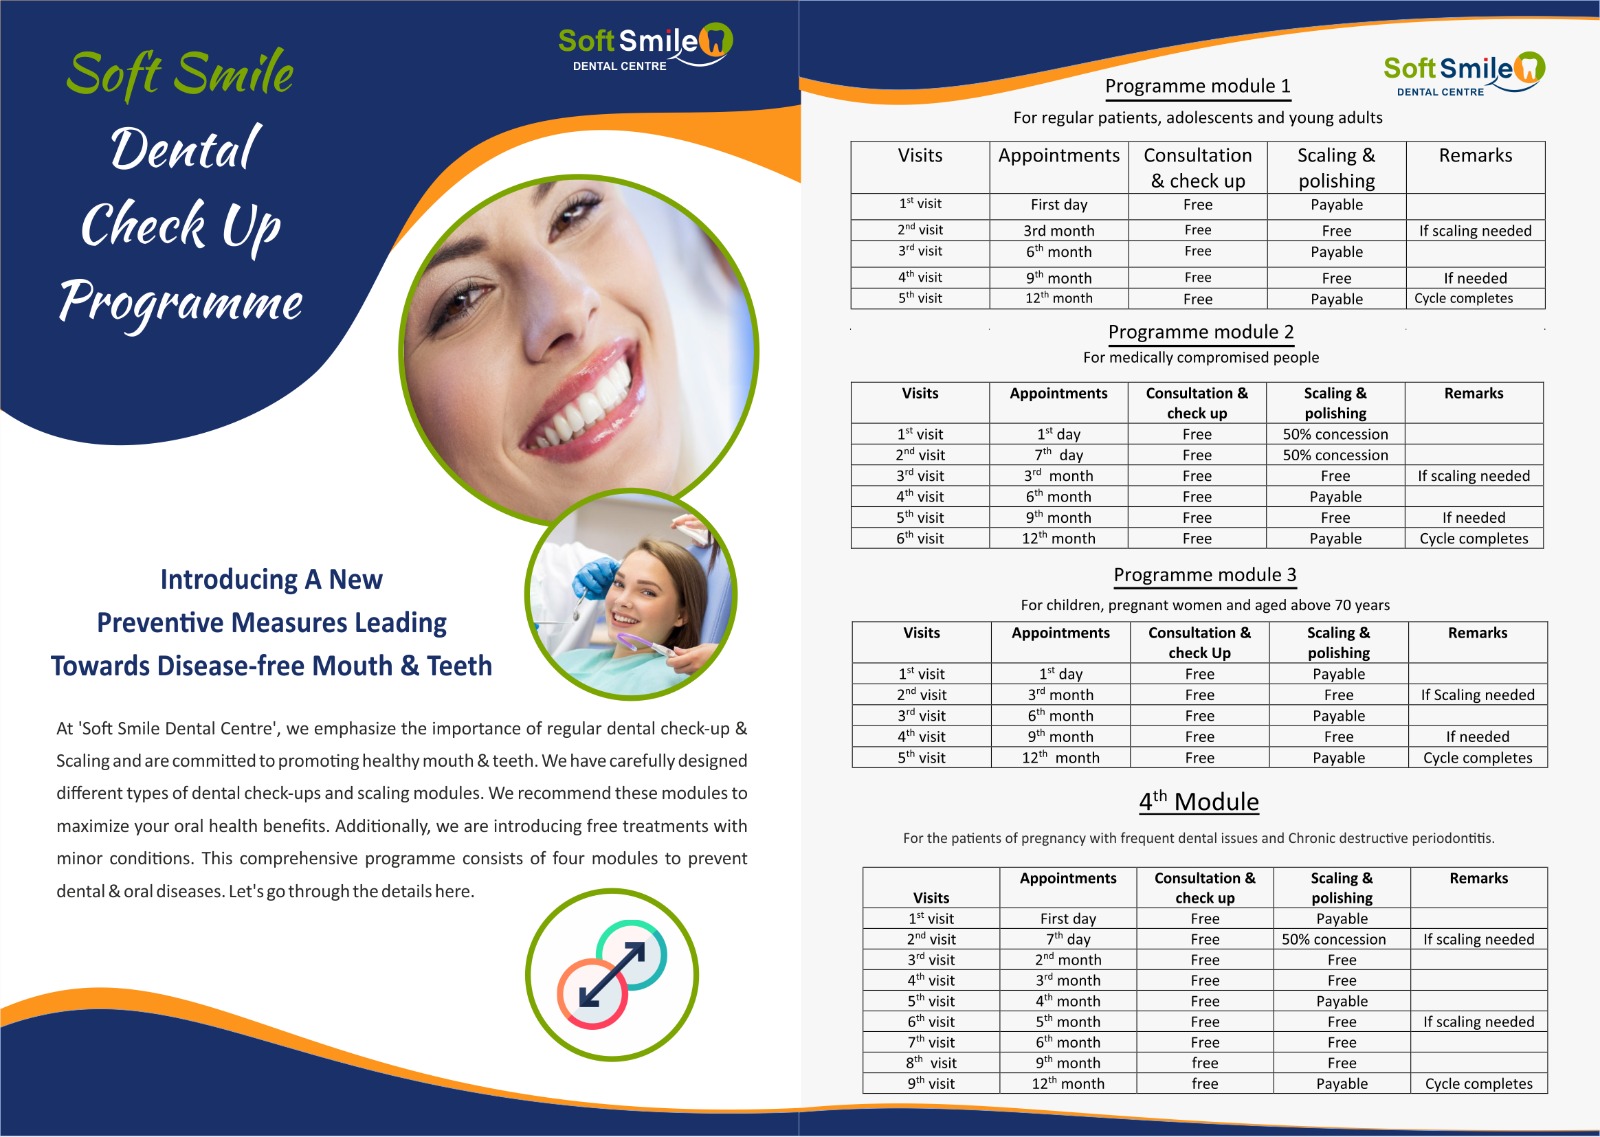 Soft Smile
Dental
Check Up
Programme
Soft Smile
DENTAL CENTRE
Introducing A New
Preventive Measures Leading
Towards Disease-free Mouth & Teeth
At 'Soft Smile Dental Centre', we emphasize the importance of regular dental check-up &
Scaling and are committed to promoting healthy mouth & teeth. We have carefully designed
different types of dental check-ups and scaling modules. We recommend these modules to
maximize your oral health benefits. Additionally, we are introducing free treatments with
minor conditions. This comprehensive programme consists of four modules to prevent
dental & oral diseases. Let's go through the details here.
Soft Smile
DENTAL CENTRE
Programme module 1
For regular patients, adolescents and young adults
Visits Appointments Consultation & check up Scaling & polishing Remarks
1st visit First day Free Payable
2nd visit 3rd month Free Free If scaling needed
3rd visit 6th month Free Payable
4th visit 9th month Free Free If needed
5th visit 12th month Free Payable Cycle completes
Programme module 2
For medically compromised people
Visits Appointments Consultation & check up Scaling & polishing Remarks
1st visit 1st day Free 50% concession
2nd visit 7th day Free 50% concession
3rd visit 3rd month Free Free If scaling needed
4th visit 6th month Free Payable
5th visit 9th month Free Free If needed
6th visit 12th month Free Payable Cycle completes
Programme module 3
For children, pregnant women and aged above 70 years
Visits Appointments Consultation & check Up Scaling & polishing Remarks
1st visit 1st day Free Payable
2nd visit 3rd month Free Free If Scaling needed
3rd visit 6th month Free Payable
4th visit 9th month Free Free If needed
5th visit 12th month Free Payable Cycle completes
4th Module
For the patients of pregnancy with frequent dental issues and Chronic destructive periodontitis.
Visits Appointments Consultation & check up Scaling & polishing Remarks
1st visit First day Free Payable
2nd visit 7th day Free 50% concession If scaling needed
3rd visit 2nd month Free Free
4th visit 3rd month Free Free
5th visit 4th month Free Payable
6th visit 5th month Free Free If scaling needed
7th visit 6th month Free Free
8th visit 9th month free Free
9th visit 12th month free Payable Cycle completes